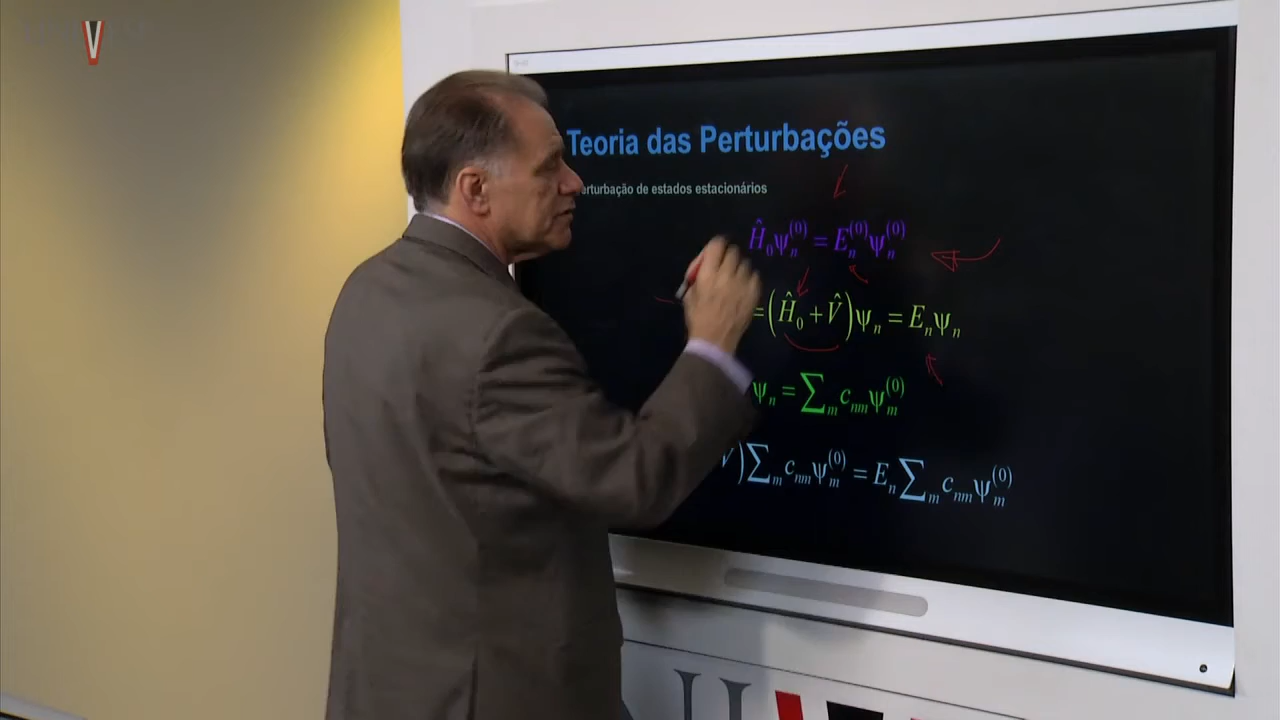 V
Teoria das Perturbações
erturbação de estados estacionários
Ĥ₀ψₙ⁽⁰⁾ = Eₙ⁽⁰⁾ψₙ⁽⁰⁾
=(Ĥ₀+V̂)ψₙ = Eₙψₙ
ψₙ = ∑ₘ cₙₘψₘ⁽⁰⁾
V)∑ₘ cₙₘψₘ⁽⁰⁾ = Eₙ∑ₘ cₙₘψₘ⁽⁰⁾